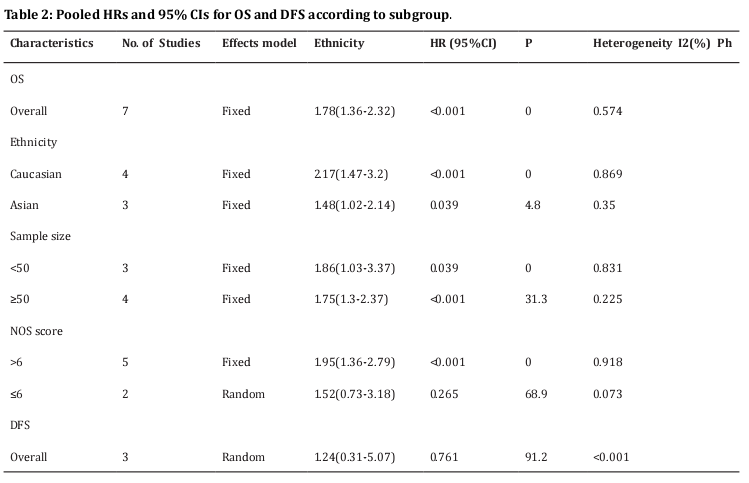 Table 2: Pooled HRs and 95% CIs for OS and DFS according to subgroup.
Characteristics No. of Studies Effects model Ethnicity HR (95%CI) P Heterogeneity I2(%) Ph
OS
Overall 7 Fixed 1.78(1.36-2.32) <0.001 0 0.574
Ethnicity
Caucasian 4 Fixed 2.17(1.47-3.2) <0.001 0 0.869
Asian 3 Fixed 1.48(1.02-2.14) 0.039 4.8 0.35
Sample size
<50 3 Fixed 1.86(1.03-3.37) 0.039 0 0.831
≥50 4 Fixed 1.75(1.3-2.37) <0.001 31.3 0.225
NOS score
>6 5 Fixed 1.95(1.36-2.79) <0.001 0 0.918
≤6 2 Random 1.52(0.73-3.18) 0.265 68.9 0.073
DFS
Overall 3 Random 1.24(0.31-5.07) 0.761 91.2 <0.001